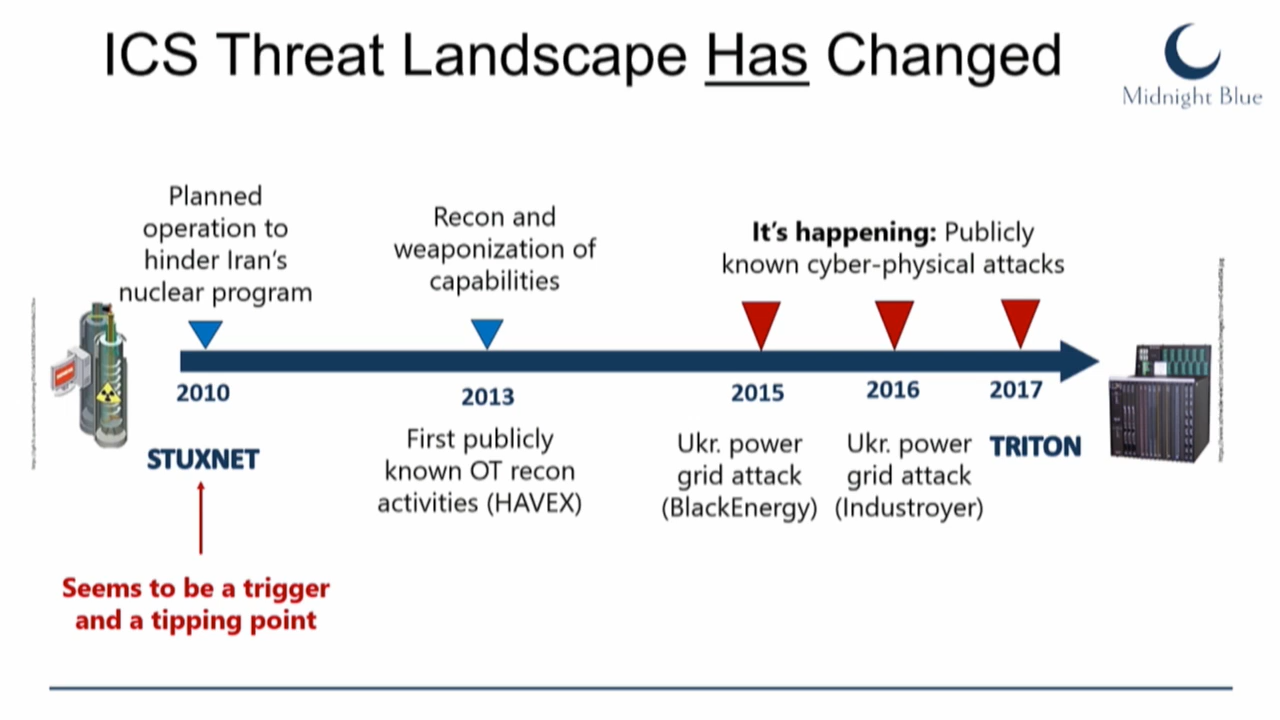 ICS Threat Landscape Has Changed
Midnight Blue
Planned
operation to
hinder Iran's
nuclear program
Recon and
weaponization of
capabilities
It's happening: Publicly
known cyber-physical attacks
2010
2013
2015
2016
2017
STUXNET
First publicly
known OT recon
activities (HAVEX)
Ukr. power
grid attack
(BlackEnergy)
Ukr. power
grid attack
(Industroyer)
TRITON
Seems to be a trigger
and a tipping point